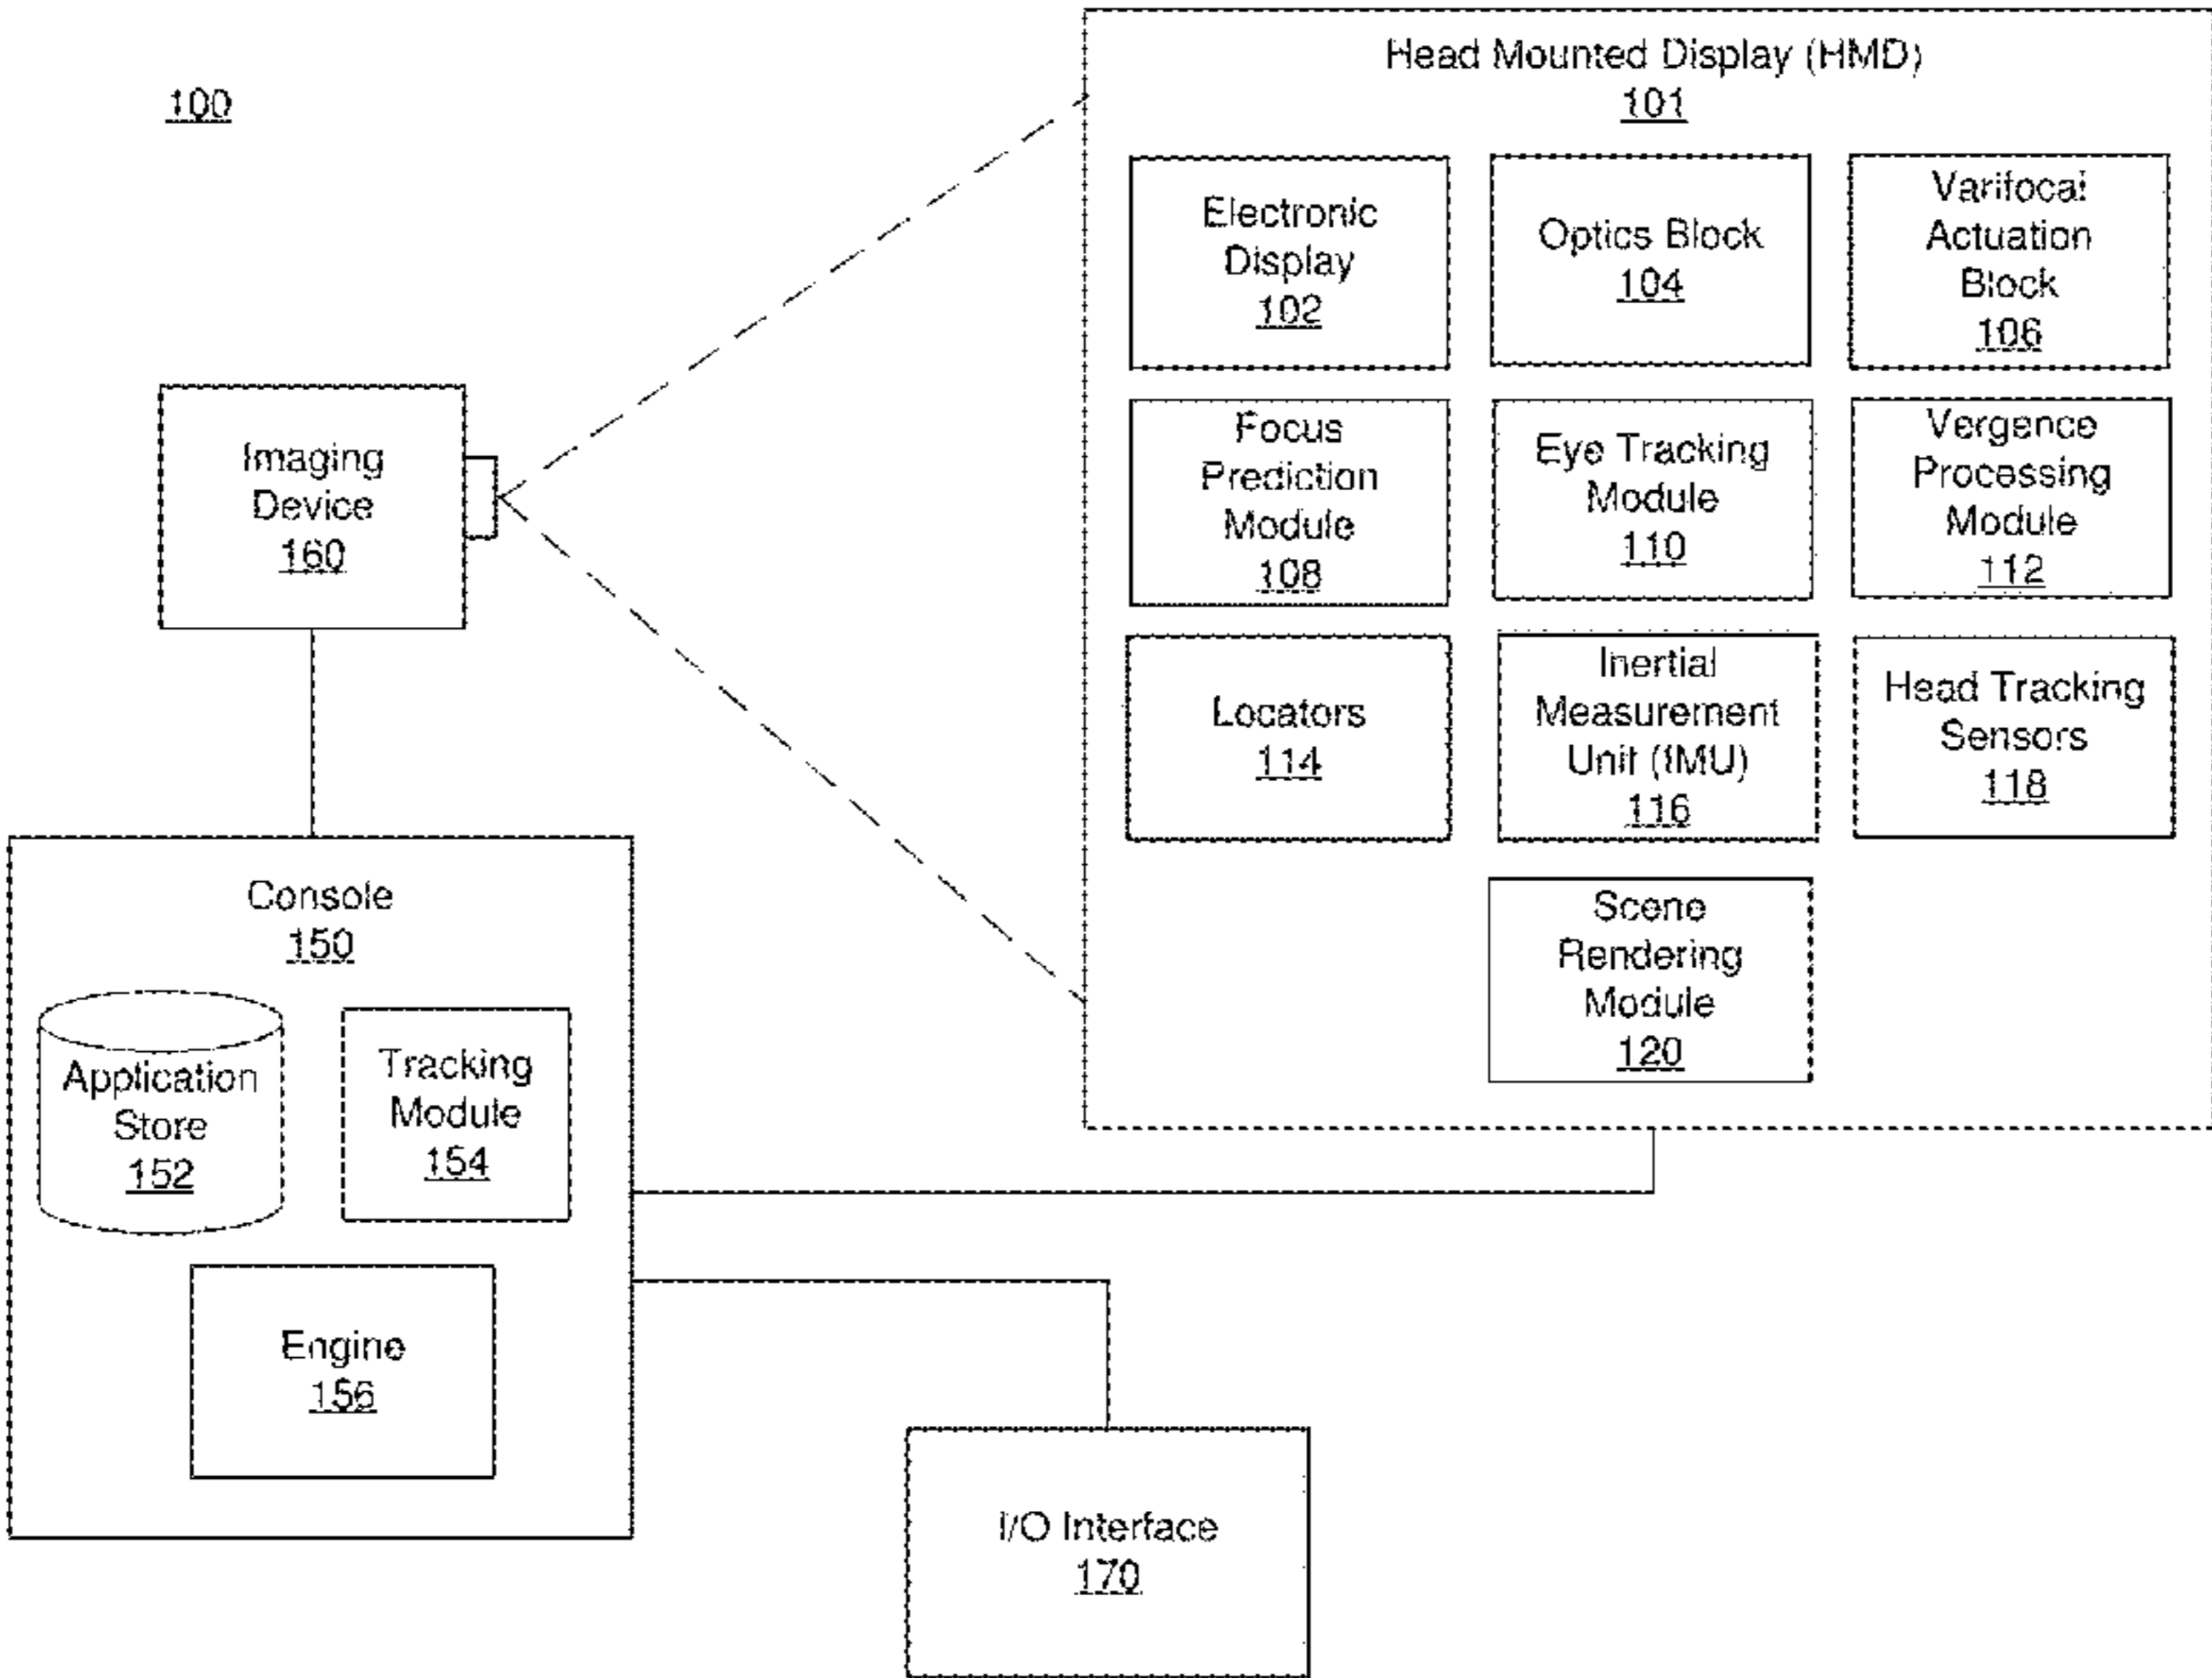 100
Head Mounted Display (HMD)
101
Electronic
Display
102
Optics Block
104
Varifocal
Actuation
Block
106
Focus
Prediction
Module
108
Eye Tracking
Module
110
Vergence
Processing
Module
112
Locators
114
Inertial
Measurement
Unit (IMU)
116
Head Tracking
Sensors
118
Scene
Rendering
Module
120
Imaging
Device
160
Console
150
Application
Store
152
Tracking
Module
154
Engine
156
I/O Interface
170